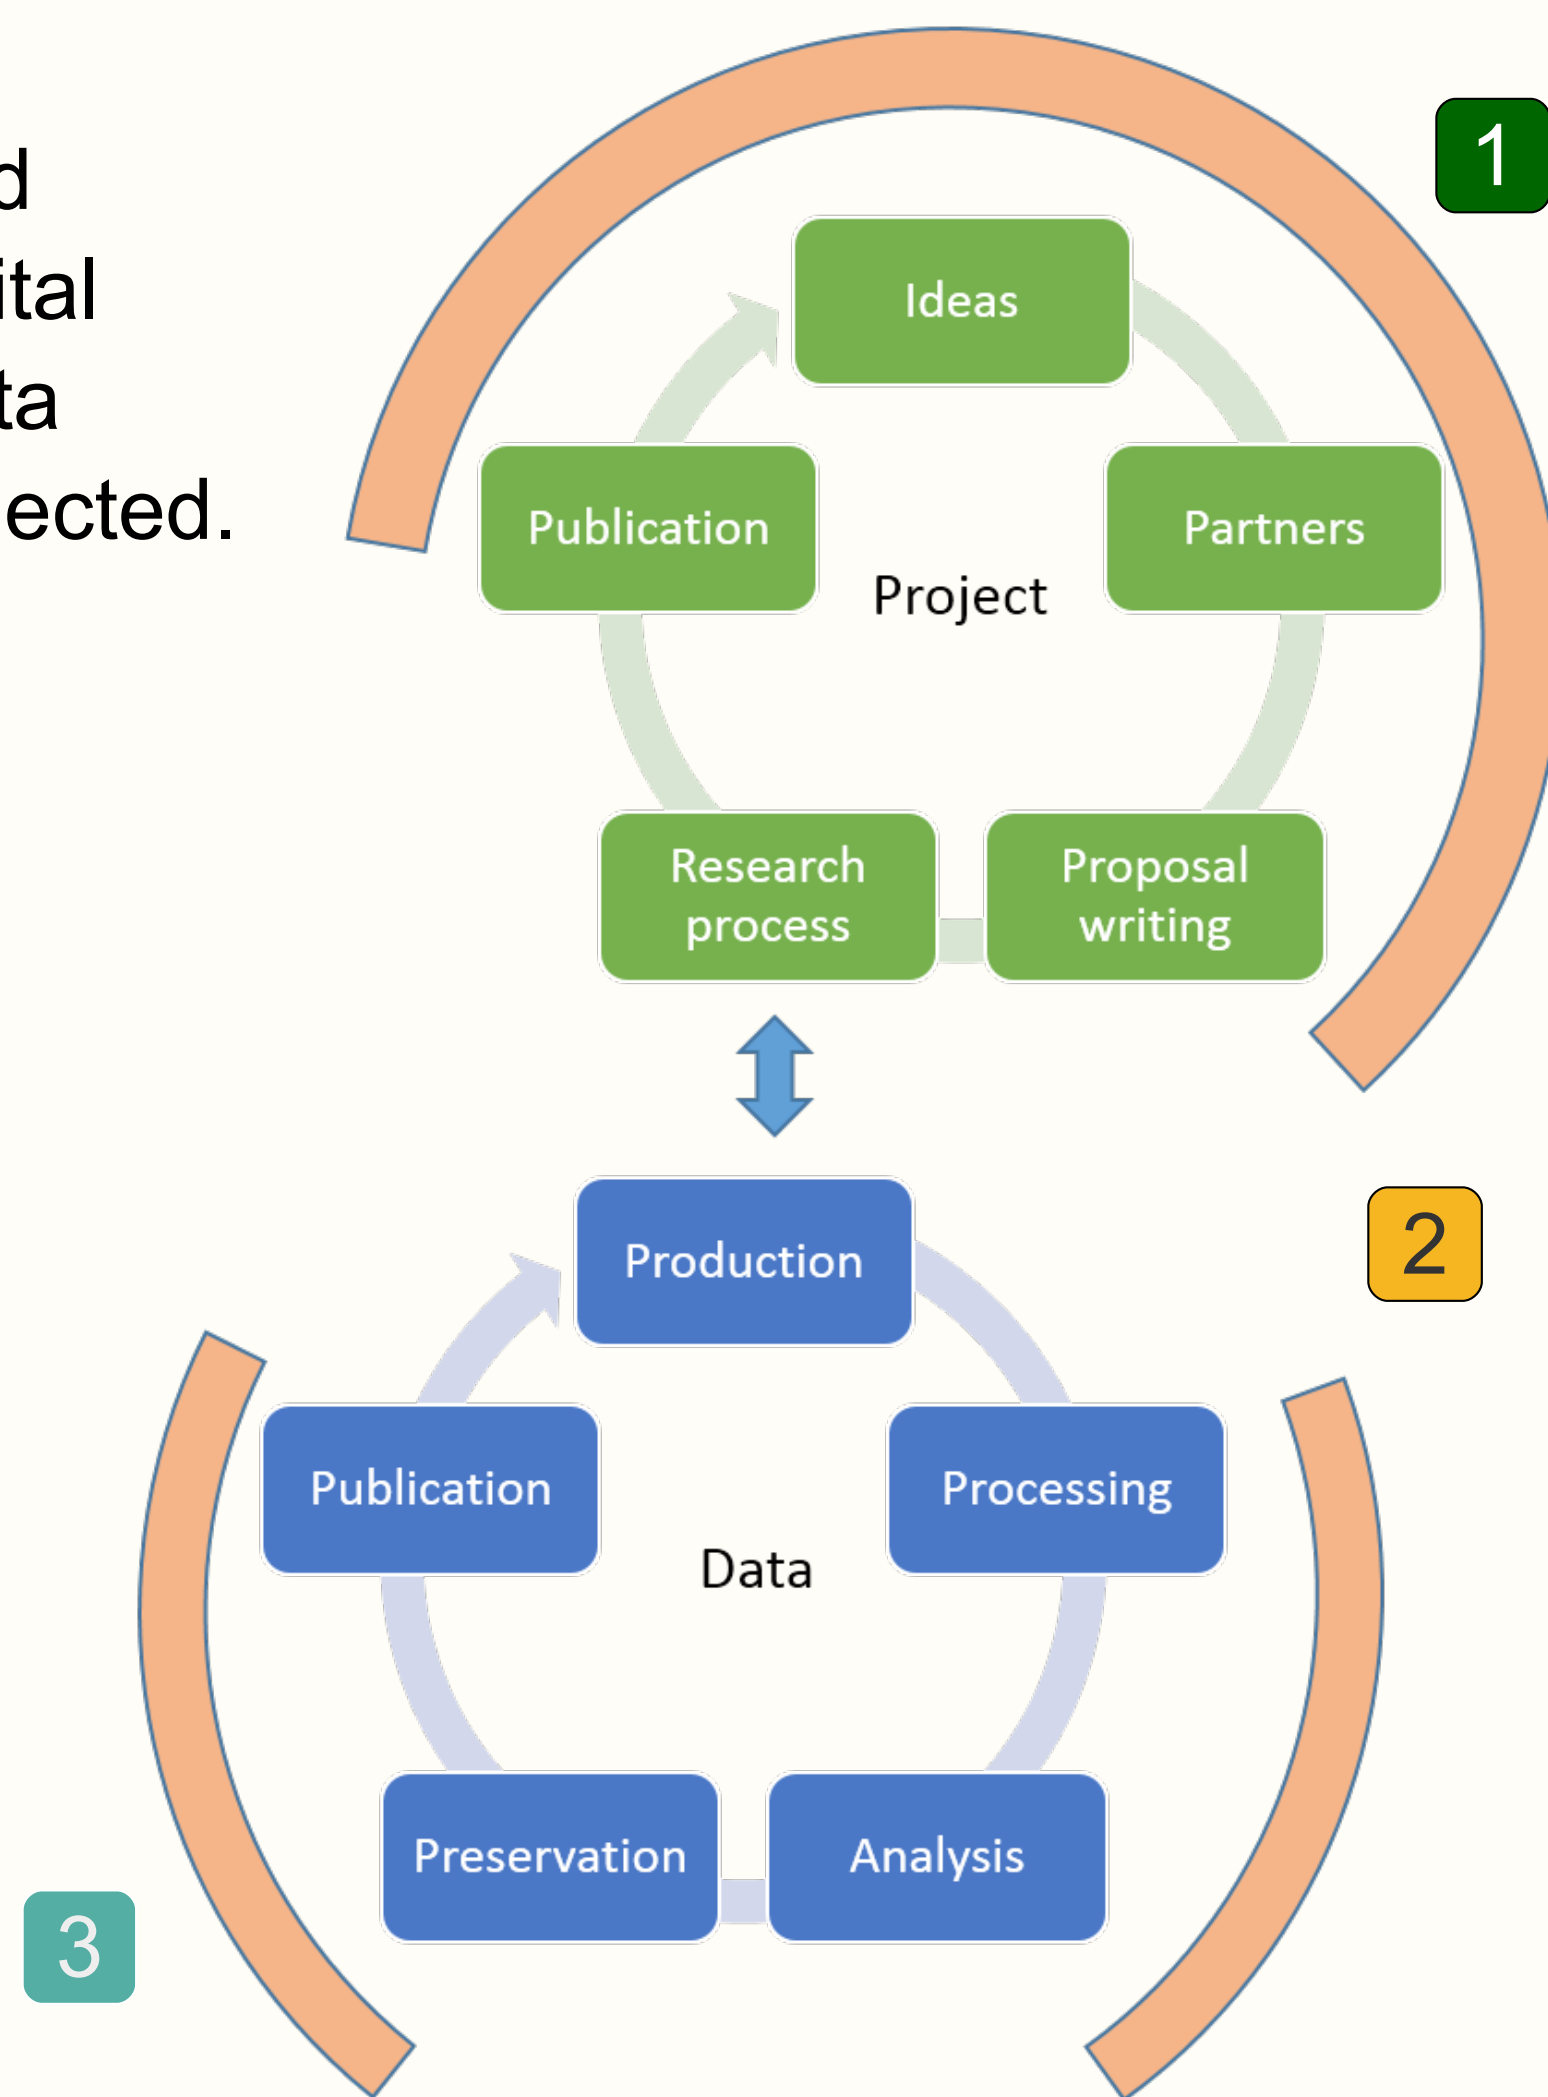 d
ital
ta
ected.
1
Ideas
Publication
Partners
Project
Research
process
Proposal
writing
2
Production
Publication
Processing
Data
Preservation
Analysis
3